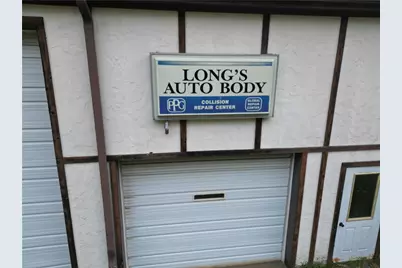 LONG'S
AUTO BODY
PPG
COLLISION
REPAIR CENTER